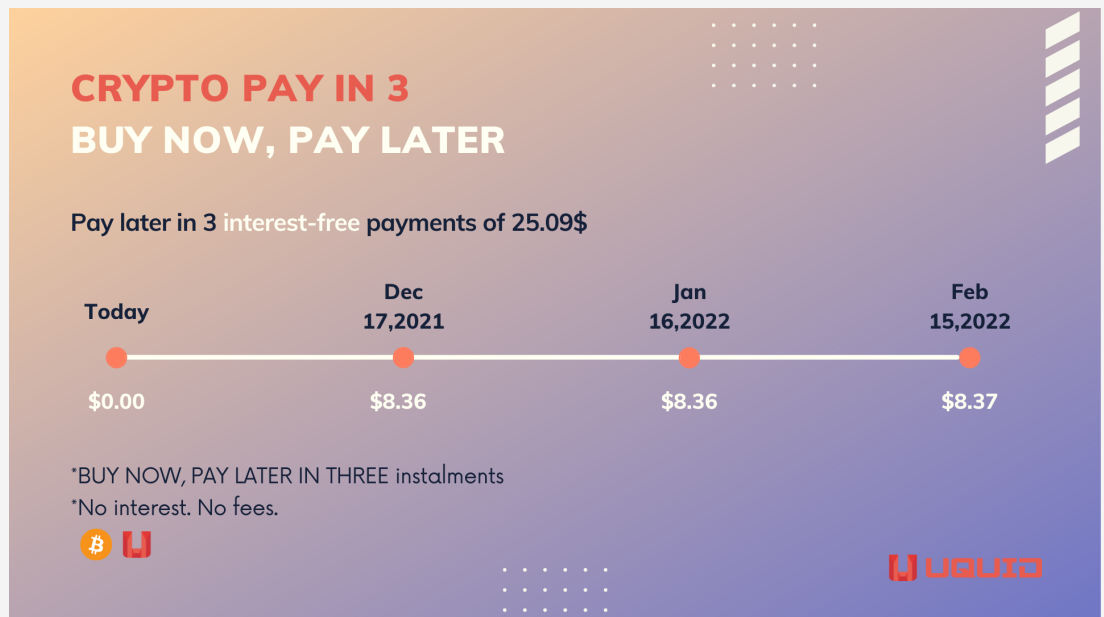 CRYPTO PAY IN 3
BUY NOW, PAY LATER
Pay later in 3 interest-free payments of 25.09$
Today
Dec
17,2021
Jan
16,2022
Feb
15,2022
$0.00
$8.36
$8.36
$8.37
*BUY NOW, PAY LATER IN THREE instalments
*No interest. No fees.
UQUID